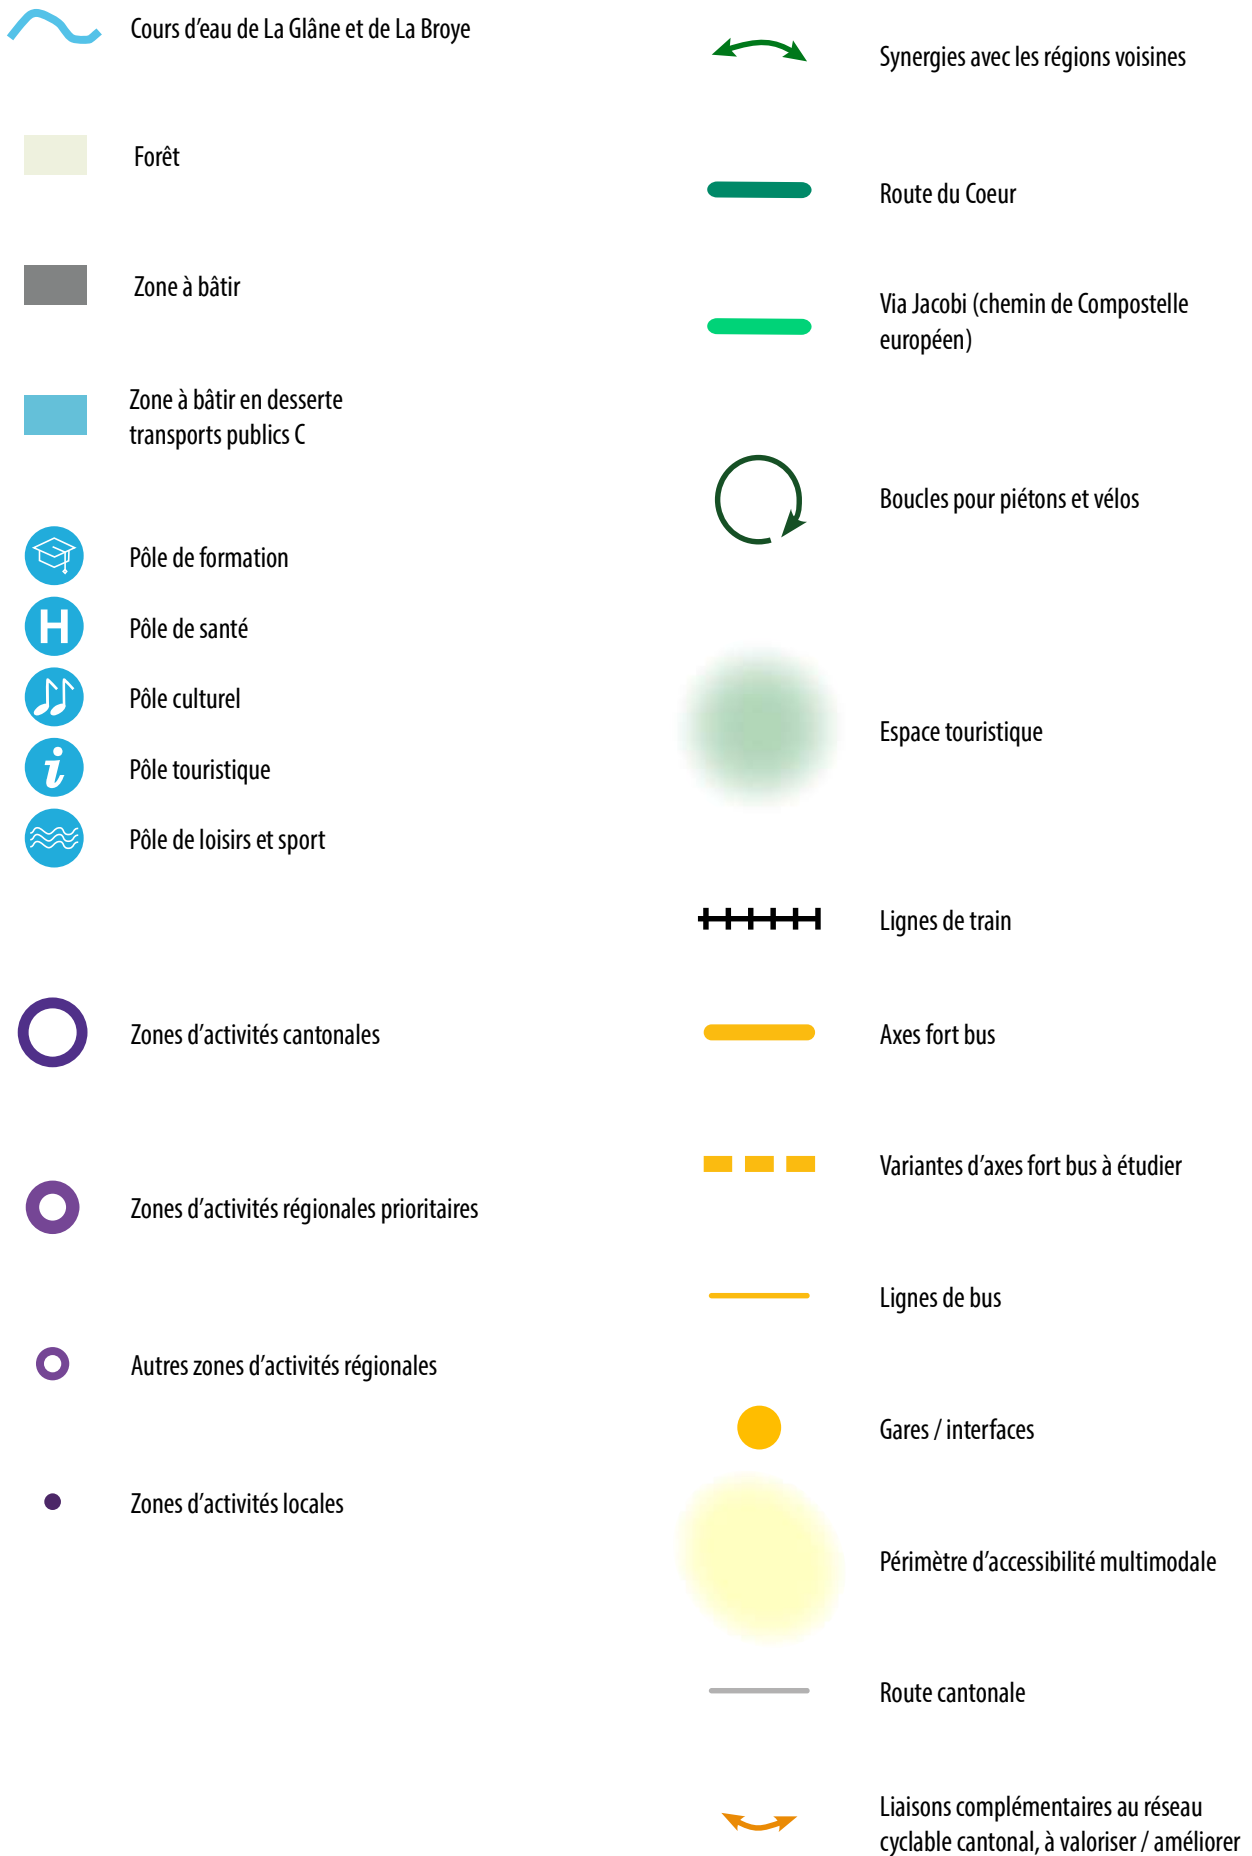 Cours d’eau de La Glâne et de La Broye
Forêt
Zone à bâtir
Zone à bâtir en desserte
transports publics C
Pôle de formation
H
Pôle de santé
Pôle culturel
i
Pôle touristique
Pôle de loisirs et sport
Zones d’activités cantonales
Zones d’activités régionales prioritaires
Autres zones d’activités régionales
Zones d’activités locales
Synergies avec les régions voisines
Route du Coeur
Via Jacobi (chemin de Compostelle
européen)
Boucles pour piétons et vélos
Espace touristique
Lignes de train
Axes fort bus
Variantes d’axes fort bus à étudier
Lignes de bus
Gares / interfaces
Périmètre d’accessibilité multimodale
Route cantonale
Liaisons complémentaires au réseau
cyclable cantonal, à valoriser / améliorer